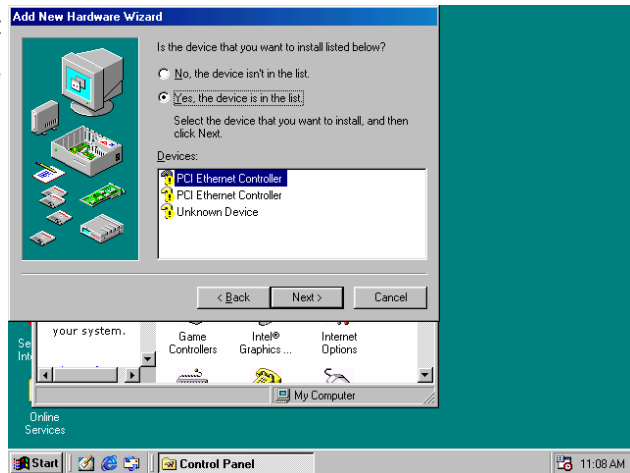 Add New Hardware Wizard
Is the device that you want to install listed below?
No, the device isn't in the list.
Yes, the device is in the list.
Select the device that you want to install, and then
click Next.
Devices:
PCI Ethernet Controller
PCI Ethernet Controller
Unknown Device
< Back
Next >
Cancel
your system.
Game
Controllers
Intel®
Graphics ...
Internet
Options
My Computer
Se
Int
Online
Services
Start
Control Panel
11:08 AM